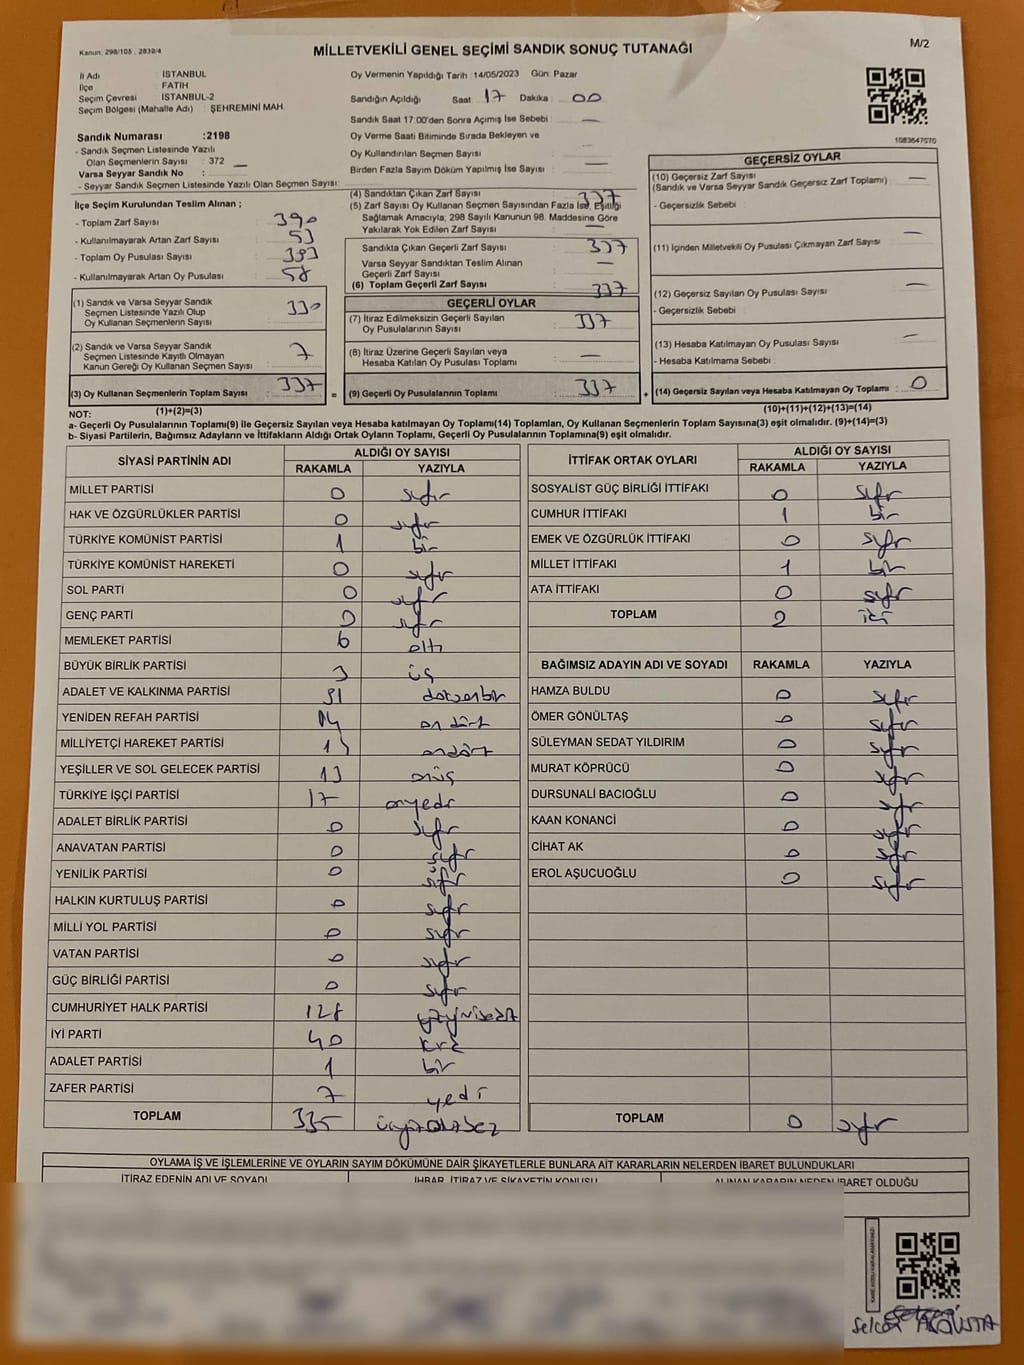 Kanun: 298/105 , 2839/4
MİLLETVEKİLİ GENEL SEÇİMİ SANDIK SONUÇ TUTANAĞI
M/2
İl Adı : İSTANBUL
İlçe : FATİH
Seçim Çevresi : İSTANBUL-2
Seçim Bölgesi (Mahalle Adı) : ŞEHREMİNİ MAH.
Sandık Numarası :2198
- Sandık Seçmen Listesinde Yazılı
Olan Seçmenlerin Sayısı : 372
Varsa Seyyar Sandık No :
- Seyyar Sandık Seçmen Listesinde Yazılı Olan Seçmen Sayısı:
Oy Vermenin Yapıldığı Tarih :14/05/2023 Gün: Pazar
Sandığın Açıldığı Saat : 17 Dakika : 00
Sandık Saat 17:00'den Sonra Açılmış İse Sebebi : —
Oy Verme Saati Bitiminde Sırada Bekleyen ve
Oy Kullandırılan Seçmen Sayısı : —
Birden Fazla Sayım Döküm Yapılmış İse Sayısı : —
1083647070
İlçe Seçim Kurulundan Teslim Alınan ;
- Toplam Zarf Sayısı : 390
- Kullanılmayarak Artan Zarf Sayısı : 53
- Toplam Oy Pusulası Sayısı :
- Kullanılmayarak Artan Oy Pusulası : 58
(1) Sandık ve Varsa Seyyar Sandık
Seçmen Listesinde Yazılı Olup
Oy Kullanan Seçmenlerin Sayısı : 330
(2) Sandık ve Varsa Seyyar Sandık
Seçmen Listesinde Kayıtlı Olmayan
Kanun Gereği Oy Kullanan Seçmen Sayısı : 7
(3) Oy Kullanan Seçmenlerin Toplam Sayısı : 337
(1)+(2)=(3)
(4) Sandıktan Çıkan Zarf Sayısı : 337
(5) Zarf Sayısı Oy Kullanan Seçmen Sayısından Fazla İse, Eşitliği
Sağlamak Amacıyla, 298 Sayılı Kanunun 98. Maddesine Göre
Yakılarak Yok Edilen Zarf Sayısı : —
Sandıkta Çıkan Geçerli Zarf Sayısı : 337
Varsa Seyyar Sandıktan Teslim Alınan
Geçerli Zarf Sayısı : —
(6) Toplam Geçerli Zarf Sayısı : 337
GEÇERLİ OYLAR
(7) İtiraz Edilmeksizin Geçerli Sayılan
Oy Pusulalarının Sayısı : 337
(8) İtiraz Üzerine Geçerli Sayılan veya
Hesaba Katılan Oy Pusulası Toplamı : —
= (9) Geçerli Oy Pusulalarının Toplamı : 337
GEÇERSİZ OYLAR
(10) Geçersiz Zarf Sayısı : —
(Sandık ve Varsa Seyyar Sandık Geçersiz Zarf Toplamı)
- Geçersizlik Sebebi :
(11) İçinden Milletvekili Oy Pusulası Çıkmayan Zarf Sayısı : —
(12) Geçersiz Sayılan Oy Pusulası Sayısı : —
- Geçersizlik Sebebi :
(13) Hesaba Katılmayan Oy Pusulası Sayısı : —
- Hesaba Katılmama Sebebi :
+ (14) Geçersiz Sayılan veya Hesaba Katılmayan Oy Toplamı : 0
(10)+(11)+(12)+(13)=(14)
NOT:
a- Geçerli Oy Pusulalarının Toplamı(9) ile Geçersiz Sayılan veya Hesaba katılmayan Oy Toplamı(14) Toplamları, Oy Kullanan Seçmenlerin Toplam Sayısına(3) eşit olmalıdır. (9)+(14)=(3)
b- Siyasi Partilerin, Bağımsız Adayların ve İttifakların Aldığı Ortak Oyların Toplamı, Geçerli Oy Pusulalarının Toplamına(9) eşit olmalıdır.
SİYASİ PARTİNİN ADI ALDIĞI OY SAYISI
RAKAMLA YAZIYLA
MİLLET PARTİSİ 0 sıfır
HAK VE ÖZGÜRLÜKLER PARTİSİ 0 sıfır
TÜRKİYE KOMÜNİST PARTİSİ 1 bir
TÜRKİYE KOMÜNİST HAREKETİ 0 sıfır
SOL PARTİ 0 sıfır
GENÇ PARTİ 0 sıfır
MEMLEKET PARTİSİ 6 altı
BÜYÜK BİRLİK PARTİSİ 3 üç
ADALET VE KALKINMA PARTİSİ 91 doksanbir
YENİDEN REFAH PARTİSİ 14 on dört
MİLLİYETÇİ HAREKET PARTİSİ 14 ondört
YEŞİLLER VE SOL GELECEK PARTİSİ 13 onüç
TÜRKİYE İŞÇİ PARTİSİ 17 onyedi
ADALET BİRLİK PARTİSİ 0 sıfır
ANAVATAN PARTİSİ 0 sıfır
YENİLİK PARTİSİ 0 sıfır
HALKIN KURTULUŞ PARTİSİ 0 sıfır
MİLLİ YOL PARTİSİ 0 sıfır
VATAN PARTİSİ 0 sıfır
GÜÇ BİRLİĞİ PARTİSİ 0 sıfır
CUMHURİYET HALK PARTİSİ 128
İYİ PARTİ 40 kırk
ADALET PARTİSİ 1 bir
ZAFER PARTİSİ 7 yedi
TOPLAM 335
İTTİFAK ORTAK OYLARI ALDIĞI OY SAYISI
RAKAMLA YAZIYLA
SOSYALİST GÜÇ BİRLİĞİ İTTİFAKI 0 sıfır
CUMHUR İTTİFAKI 1 bir
EMEK VE ÖZGÜRLÜK İTTİFAKI 0 sıfır
MİLLET İTTİFAKI 1 bir
ATA İTTİFAKI 0 sıfır
TOPLAM 2 iki
BAĞIMSIZ ADAYIN ADI VE SOYADI RAKAMLA YAZIYLA
HAMZA BULDU 0 sıfır
ÖMER GÖNÜLTAŞ 0 sıfır
SÜLEYMAN SEDAT YILDIRIM 0 sıfır
MURAT KÖPRÜCÜ 0 sıfır
DURSUNALİ BACIOĞLU 0 sıfır
KAAN KONANCİ 0 sıfır
CİHAT AK 0 sıfır
EROL AŞUCUOĞLU 0 sıfır
TOPLAM 0 sıfır
OYLAMA İŞ VE İŞLEMLERİNE VE OYLARIN SAYIM DÖKÜMÜNE DAİR ŞİKAYETLERLE BUNLARA AİT KARARLARIN NELERDEN İBARET BULUNDUKLARI
İTİRAZ EDENİN ADI VE SOYADI İHBAR, İTİRAZ VE ŞİKAYETİN KONUSU ALINAN KARARIN NEDEN İBARET OLDUĞU